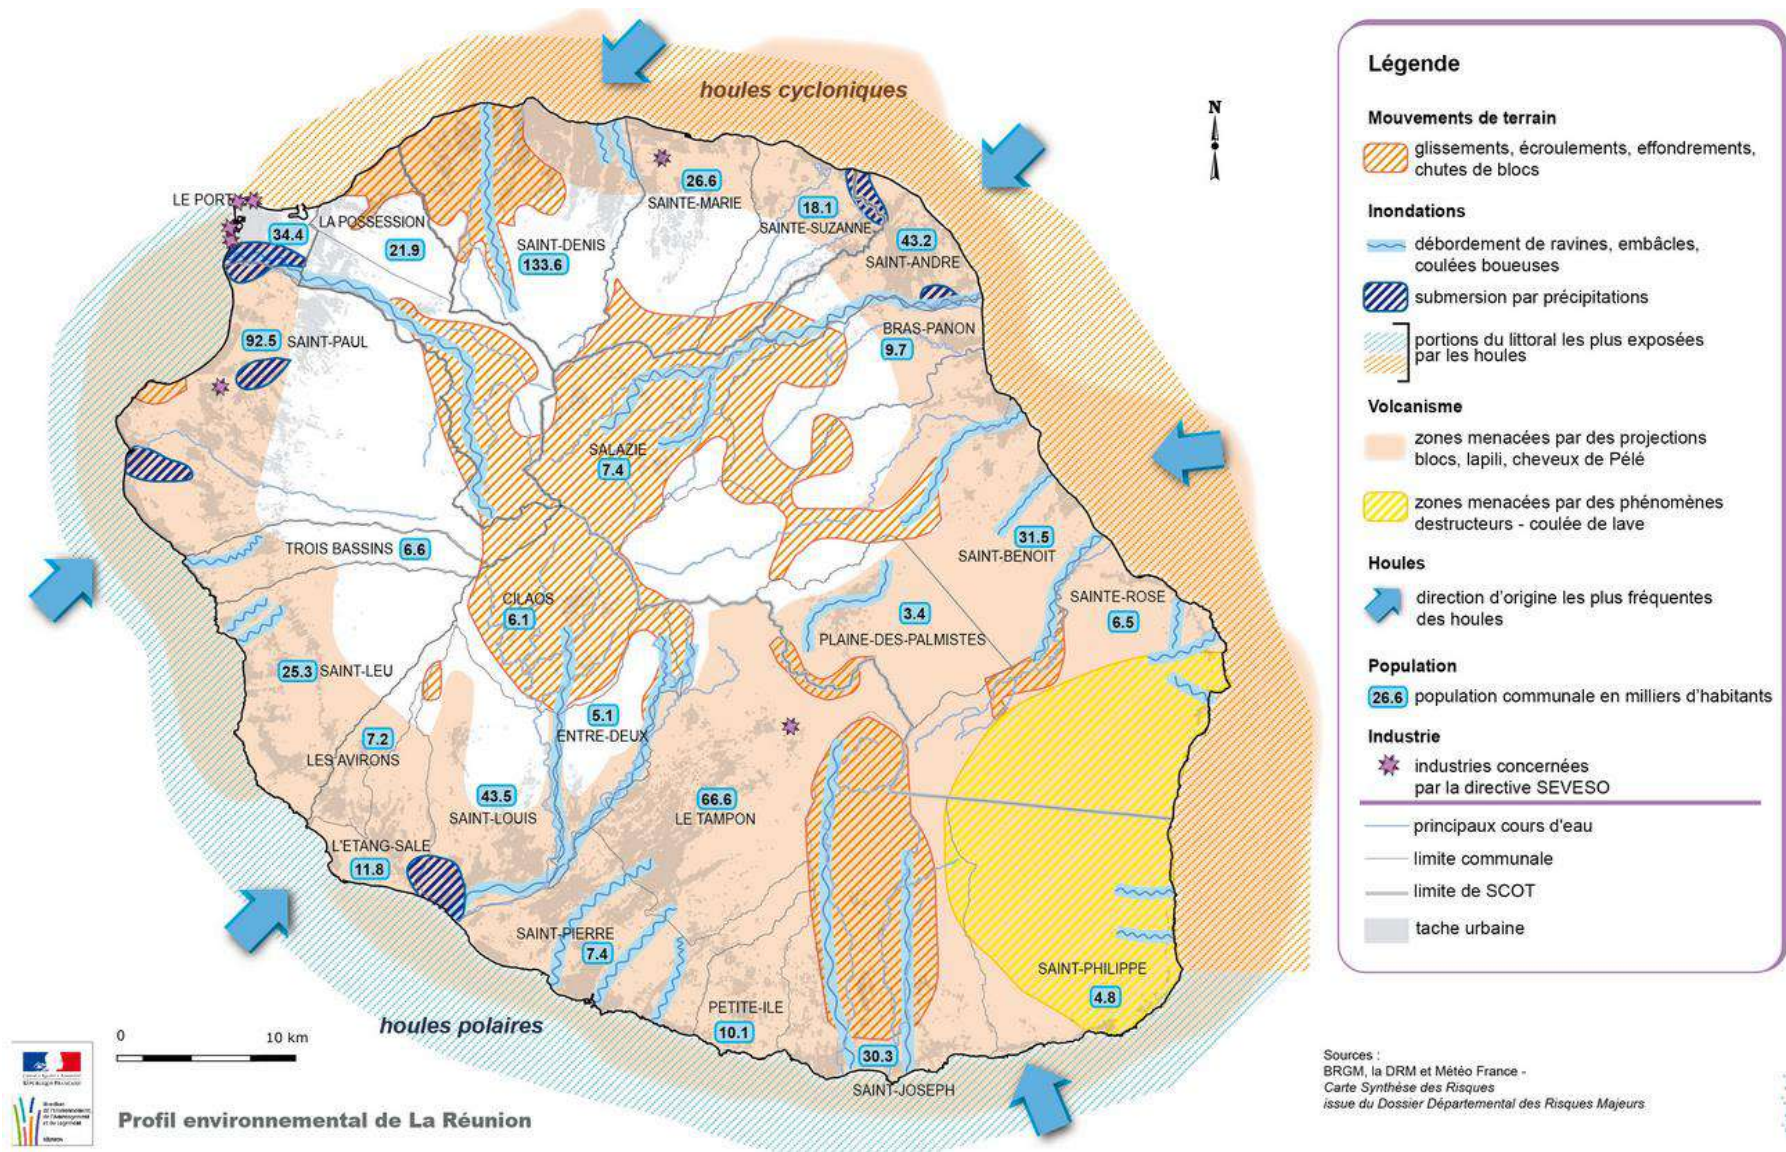 houles cycloniques
N
LE PORT
34.4
LA POSSESSION
21.9
SAINT-DENIS
133.6
26.6
SAINTE-MARIE
18.1
SAINTE-SUZANNE
43.2
SAINT-ANDRE
BRAS-PANON
9.7
92.5
SAINT-PAUL
SALAZIE
7.4
TROIS BASSINS
6.6
CILAOS
6.1
31.5
SAINT-BENOIT
3.4
PLAINE-DES-PALMISTES
SAINTE-ROSE
6.5
25.3
SAINT-LEU
7.2
LES AVIRONS
5.1
ENTRE-DEUX
43.5
SAINT-LOUIS
66.6
LE TAMPON
L'ETANG-SALE
11.8
SAINT-PIERRE
7.4
PETITE-ILE
10.1
30.3
SAINT-JOSEPH
SAINT-PHILIPPE
4.8
houles polaires
0
10 km
Profil environnemental de La Réunion
Légende
Mouvements de terrain
glissements, écroulements, effondrements,
chutes de blocs
Inondations
débordement de ravines, embâcles,
coulées boueuses
submersion par précipitations
portions du littoral les plus exposées
par les houles
Volcanisme
zones menacées par des projections
blocs, lapili, cheveux de Pélé
zones menacées par des phénomènes
destructeurs - coulée de lave
Houles
direction d'origine les plus fréquentes
des houles
Population
26.6 population communale en milliers d'habitants
Industrie
industries concernées
par la directive SEVESO
principaux cours d'eau
limite communale
limite de SCOT
tache urbaine
Sources :
BRGM, la DRM et Météo France -
Carte Synthèse des Risques
issue du Dossier Départemental des Risques Majeurs